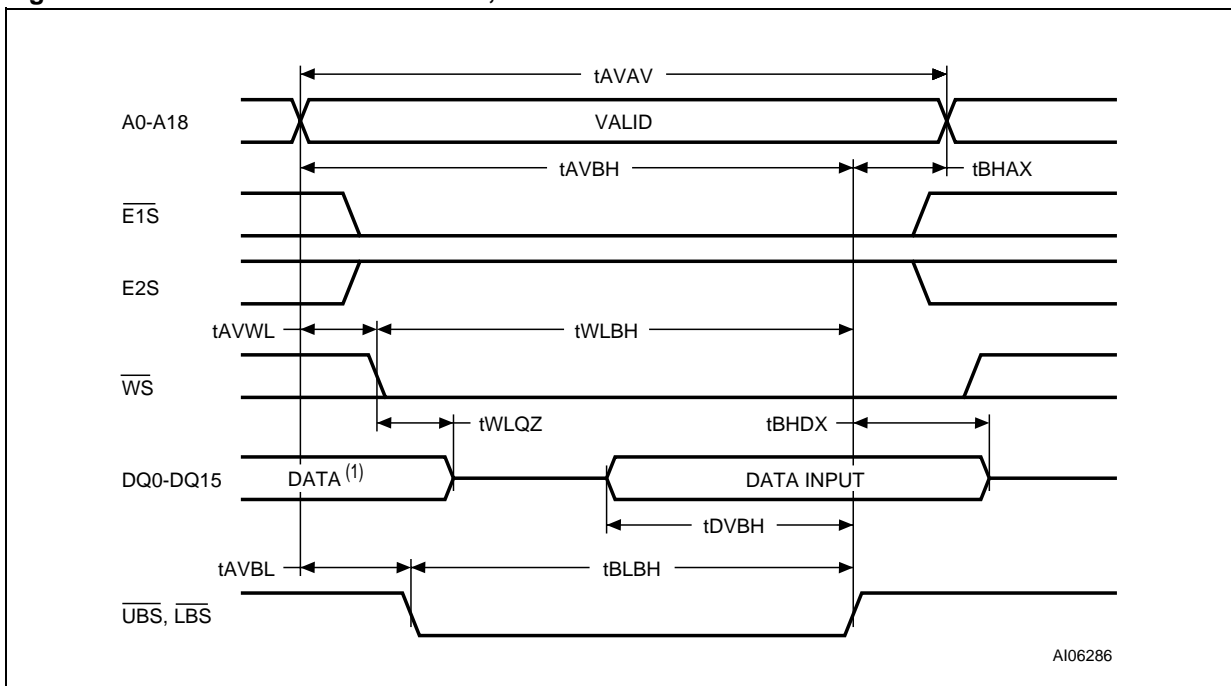 tAVAV
A0-A18 VALID
tAVBH tBHAX
E1S
E2S
tAVWL tWLBH
WS
tWLQZ tBHDX
DQ0-DQ15 DATA (1) DATA INPUT
tDVBH
tAVBL tBLBH
UBS, LBS
AI06286